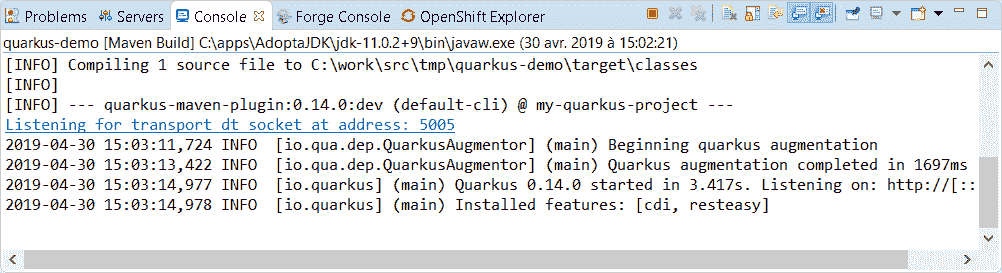 Problems Servers Console Forge Console OpenShift Explorer
quarkus-demo [Maven Build] C:\apps\AdoptaJDK\jdk-11.0.2+9\bin\javaw.exe (30 avr. 2019 à 15:02:21)
[INFO] Compiling 1 source file to C:\work\src\tmp\quarkus-demo\target\classes
[INFO]
[INFO] --- quarkus-maven-plugin:0.14.0:dev (default-cli) @ my-quarkus-project ---
Listening for transport dt_socket at address: 5005
2019-04-30 15:03:11,724 INFO  [io.qua.dep.QuarkusAugmentor] (main) Beginning quarkus augmentation
2019-04-30 15:03:13,422 INFO  [io.qua.dep.QuarkusAugmentor] (main) Quarkus augmentation completed in 1697ms
2019-04-30 15:03:14,977 INFO  [io.quarkus] (main) Quarkus 0.14.0 started in 3.417s. Listening on: http://[::
2019-04-30 15:03:14,978 INFO  [io.quarkus] (main) Installed features: [cdi, resteasy]